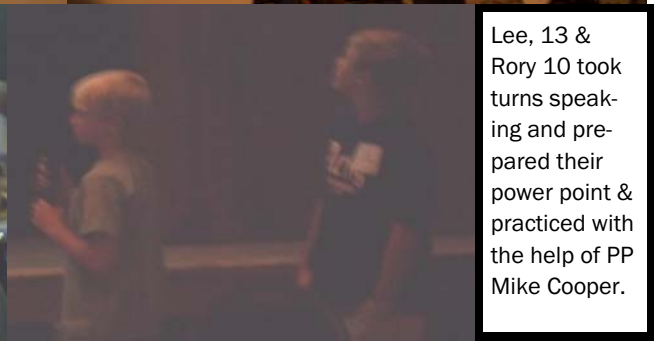 Lee, 13 &
Rory 10 took
turns speak-
ing and pre-
pared their
power point &
practiced with
the help of PP
Mike Cooper.